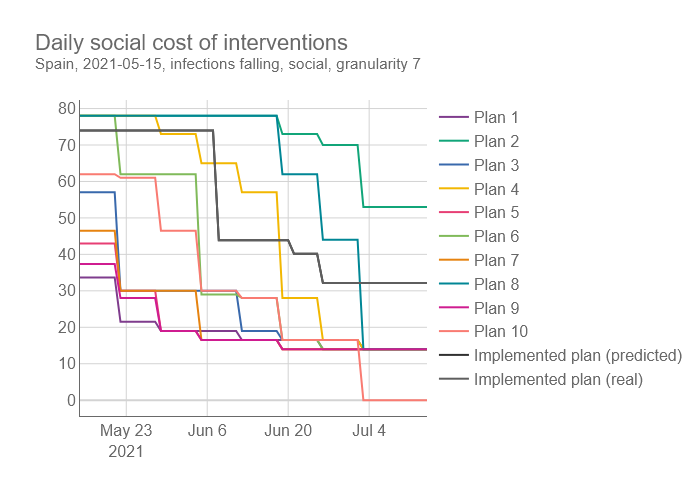 Daily social cost of interventions
Spain, 2021-05-15, infections falling, social, granularity 7
80
70
60
50
40
30
20
10
0
May 23
2021
Jun 6
Jun 20
Jul 4
Plan 1
Plan 2
Plan 3
Plan 4
Plan 5
Plan 6
Plan 7
Plan 8
Plan 9
Plan 10
Implemented plan (predicted)
Implemented plan (real)